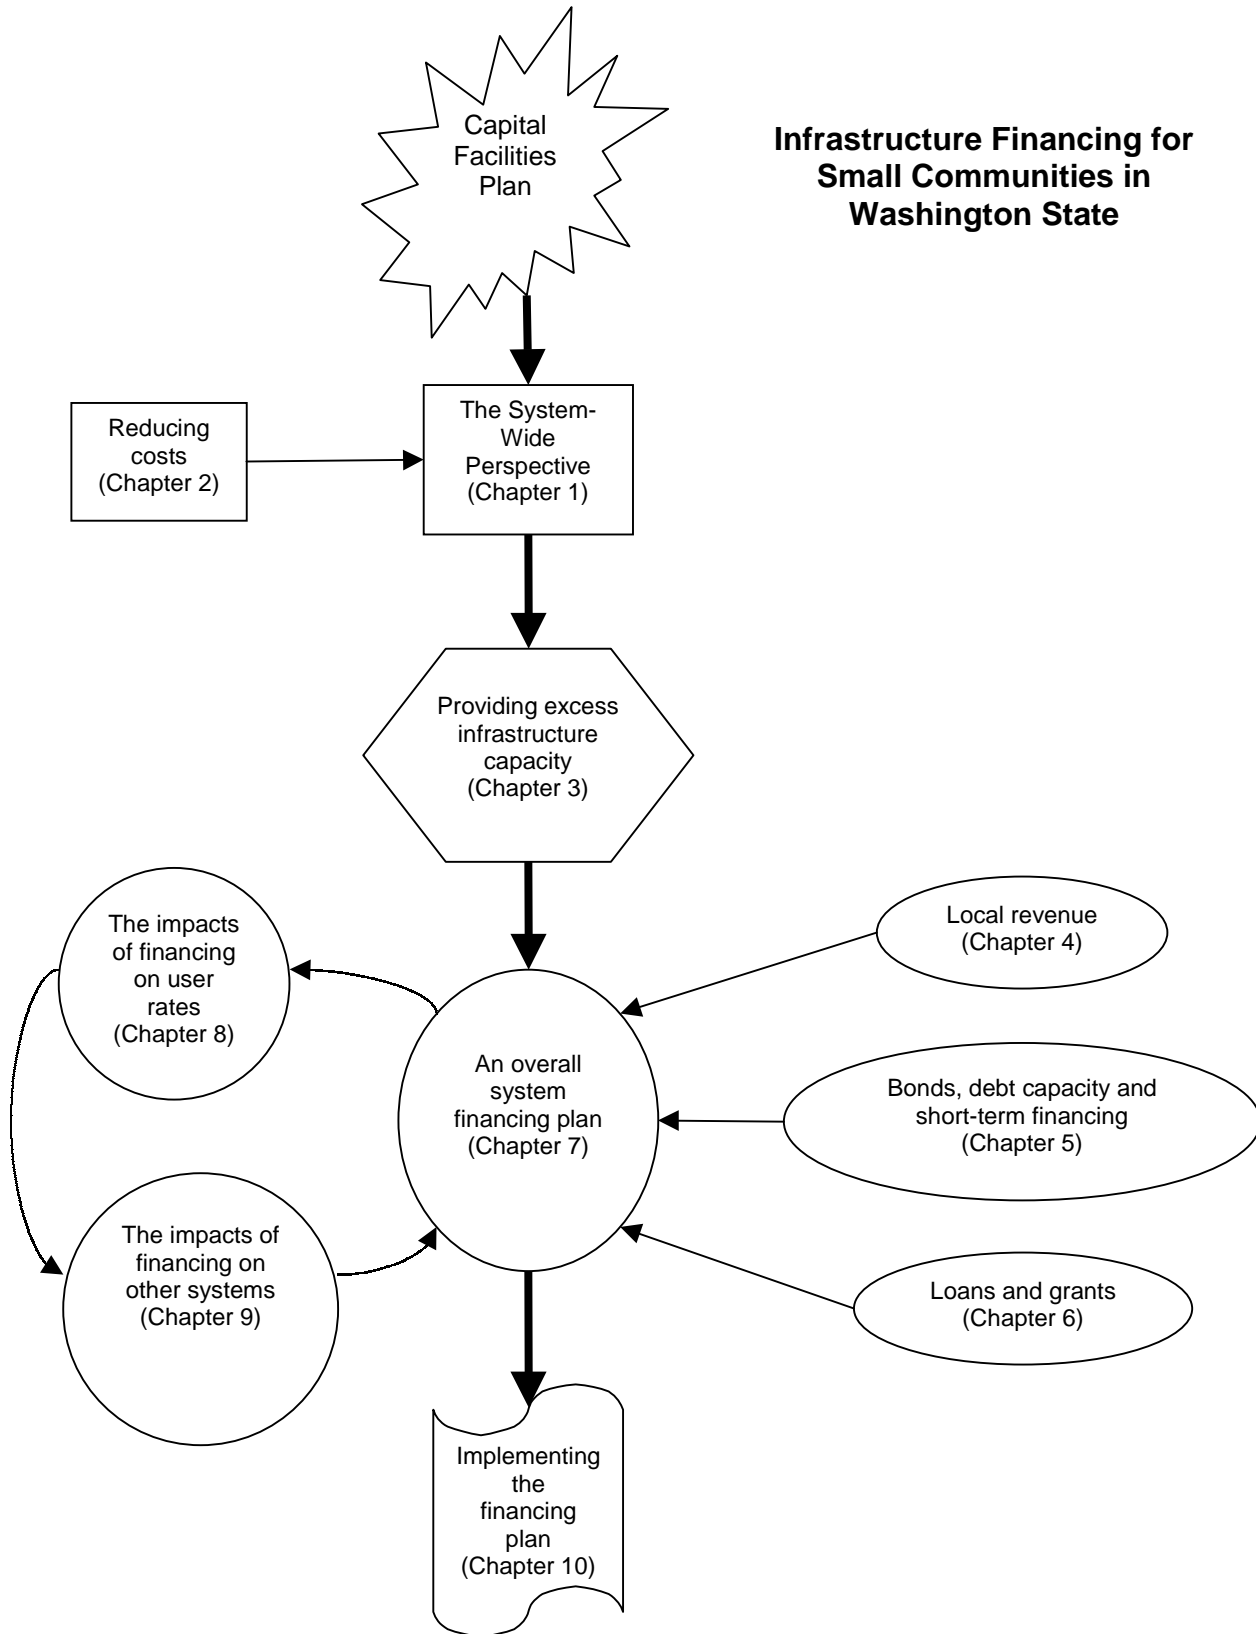 Capital
Facilities
Plan
Infrastructure Financing for
Small Communities in
Washington State
Reducing
costs
(Chapter 2)
The System-
Wide
Perspective
(Chapter 1)
Providing excess
infrastructure
capacity
(Chapter 3)
The impacts
of financing
on user
rates
(Chapter 8)
Local revenue
(Chapter 4)
An overall
system
financing plan
(Chapter 7)
Bonds, debt capacity and
short-term financing
(Chapter 5)
The impacts of
financing on
other systems
(Chapter 9)
Loans and grants
(Chapter 6)
Implementing
the
financing
plan
(Chapter 10)